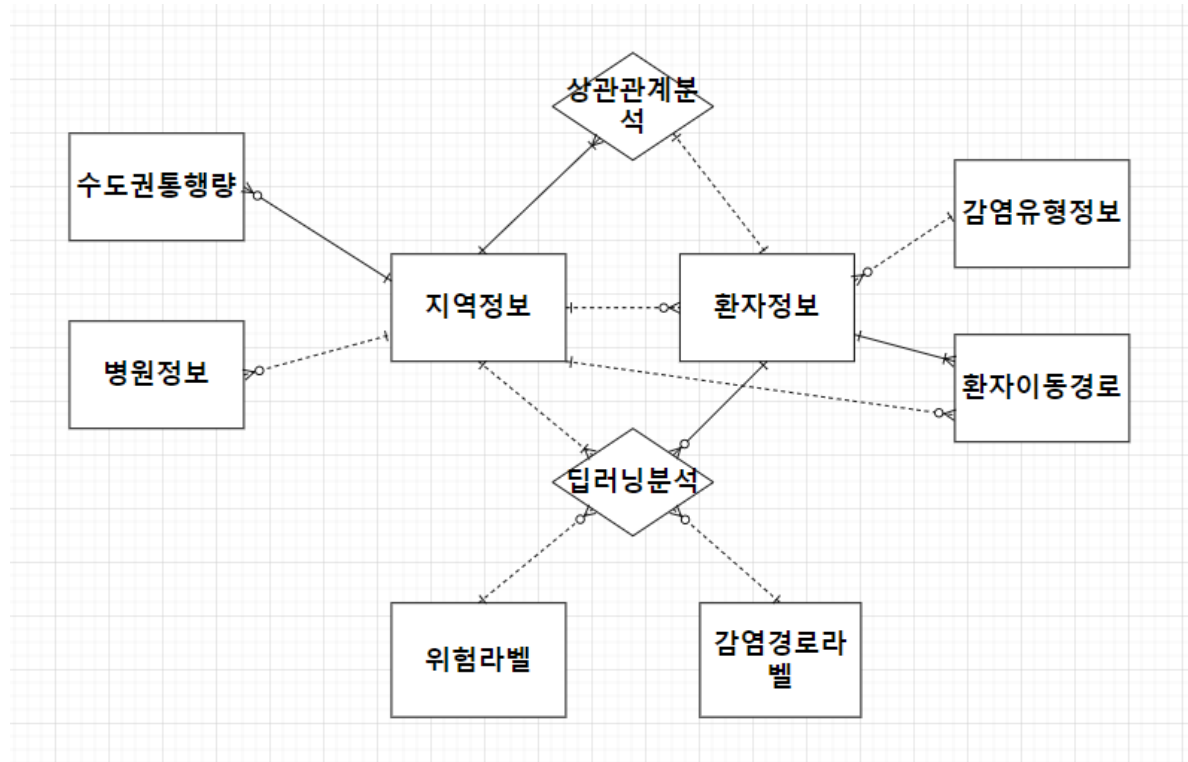 상관관계분
석
수도권통행량
감염유형정보
지역정보
환자정보
병원정보
환자이동경로
딥러닝분석
위험라벨
감염경로라
벨